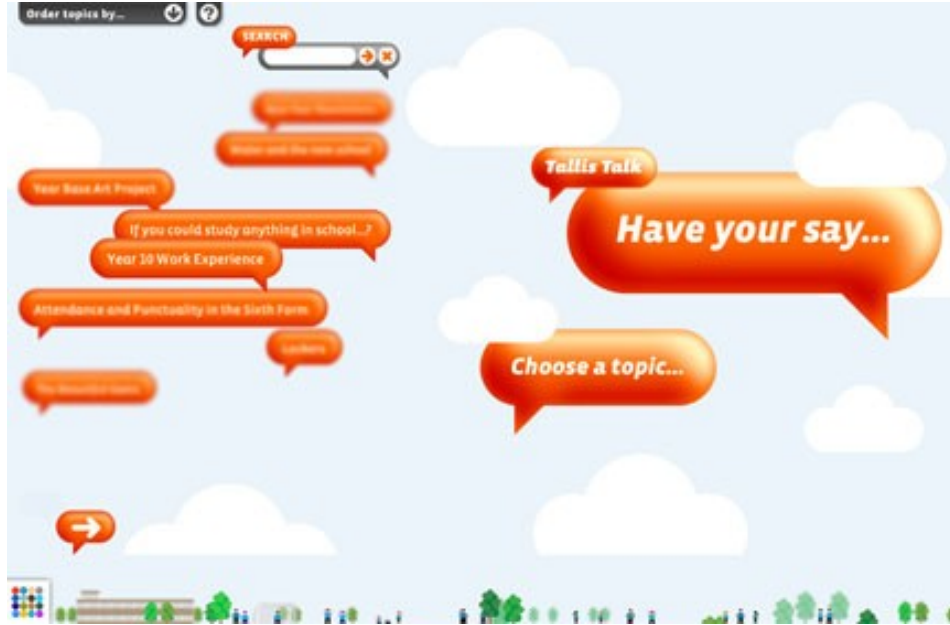 Order topics by...
?
SEARCH
Year Base Art Project
If you could study anything in school...?
Year 10 Work Experience
Attendance and Punctuality in the Sixth Form
Lockers
Tallis Talk
Have your say...
Choose a topic...